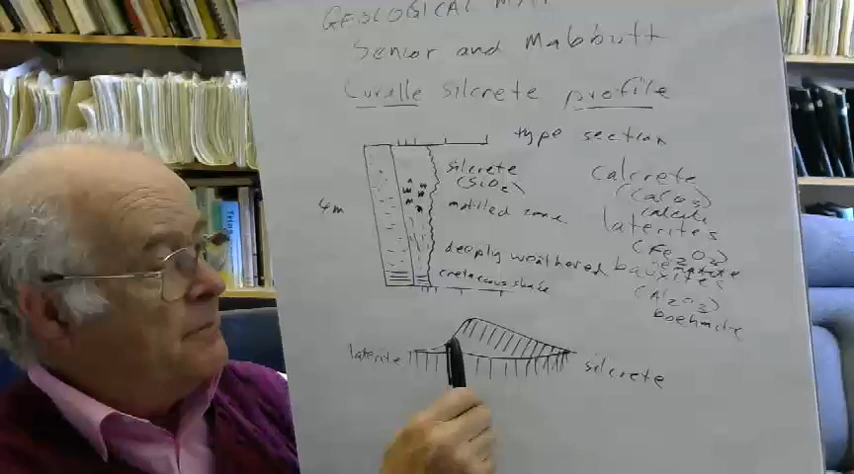 GEOLOGICAL
Senior and Mabbutt
Curalle silcrete profile
type section
silcrete
(SiO2)
4m
mottled zone
deeply weathered
cretaceous shale
Calcrete
(CaCO3)
calcite
laterites
(Fe2O3)
hematite
bauxites
(Al2O3)
boehmite
laterite
silcrete